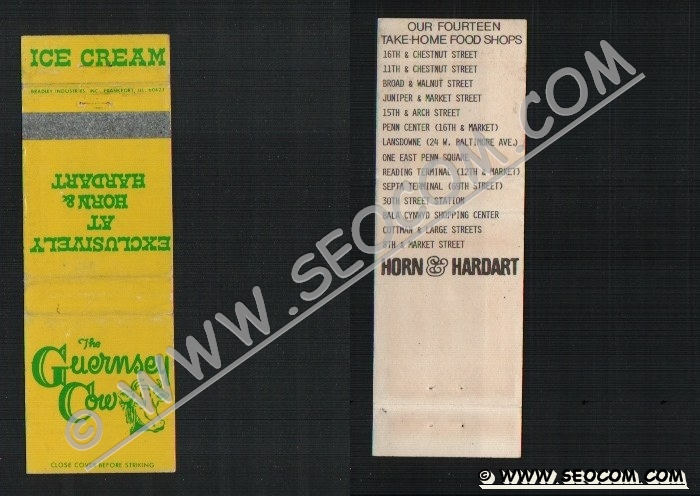 ICE CREAM
BRADLEY INDUSTRIES, INC. FRANKFORT, ILL. 60423
EXCLUSIVELY
AT
HORN &
HARDART
The
Guernsey
Cow
CLOSE COVER BEFORE STRIKING
OUR FOURTEEN
TAKE-HOME FOOD SHOPS
16TH & CHESTNUT STREET
11TH & CHESTNUT STREET
BROAD & WALNUT STREET
JUNIPER & MARKET STREET
15TH & ARCH STREET
PENN CENTER (16TH & MARKET)
LANSDOWNE (24 W. BALTIMORE AVE.)
ONE EAST PENN SQUARE
READING TERMINAL (12TH & MARKET)
SEPTA TERMINAL (69TH STREET)
30TH STREET STATION
BALA CYNWYD SHOPPING CENTER
COTTMAN & LARGE STREETS
8TH & MARKET STREET
HORN & HARDART
© WWW.SEOCOM.COM
© WWW.SEOCOM.COM